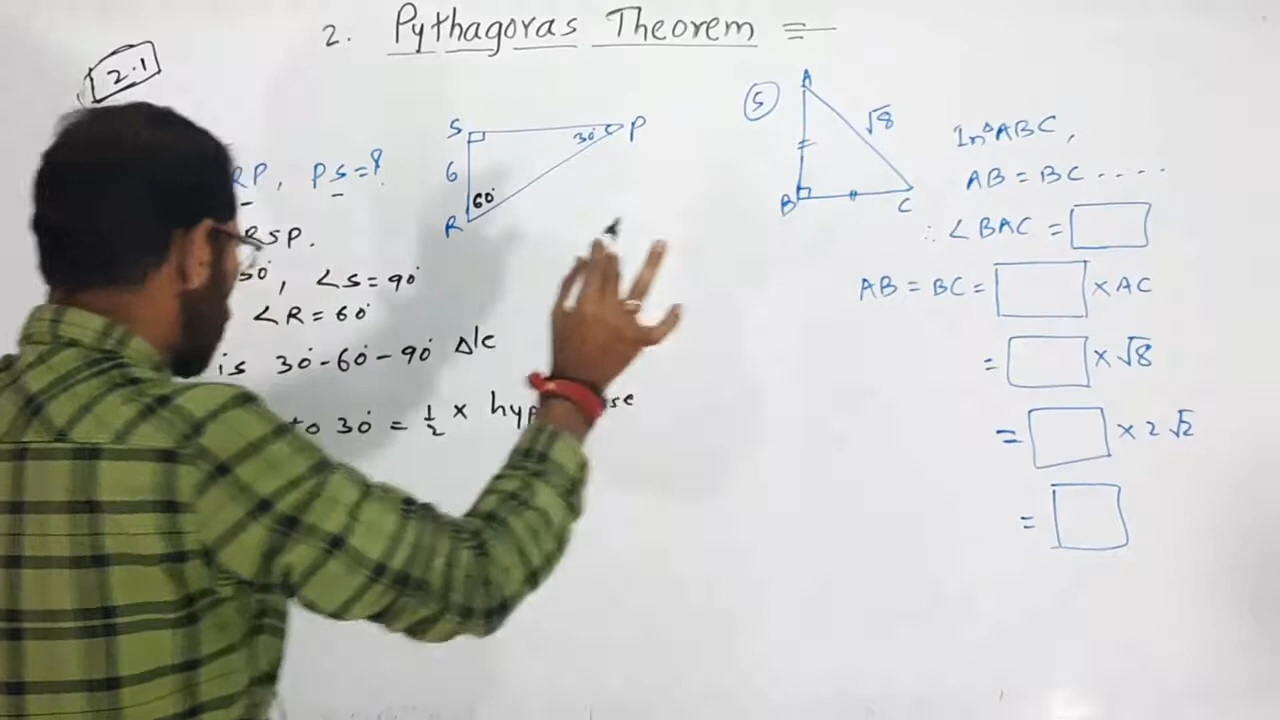 2. Pythagoras Theorem =
2.1
RP, PS = ?
RSP.
30°, ∠S = 90°
∠R = 60°
is 30° - 60° - 90° Δle
to 30° = 1/2 × hyp
se
S
30°
P
6
60°
R
5
A
√8
B
C
In ΔABC,
AB = BC ....
∴ ∠BAC =
AB = BC = × AC
= × √8
= × 2√2
=